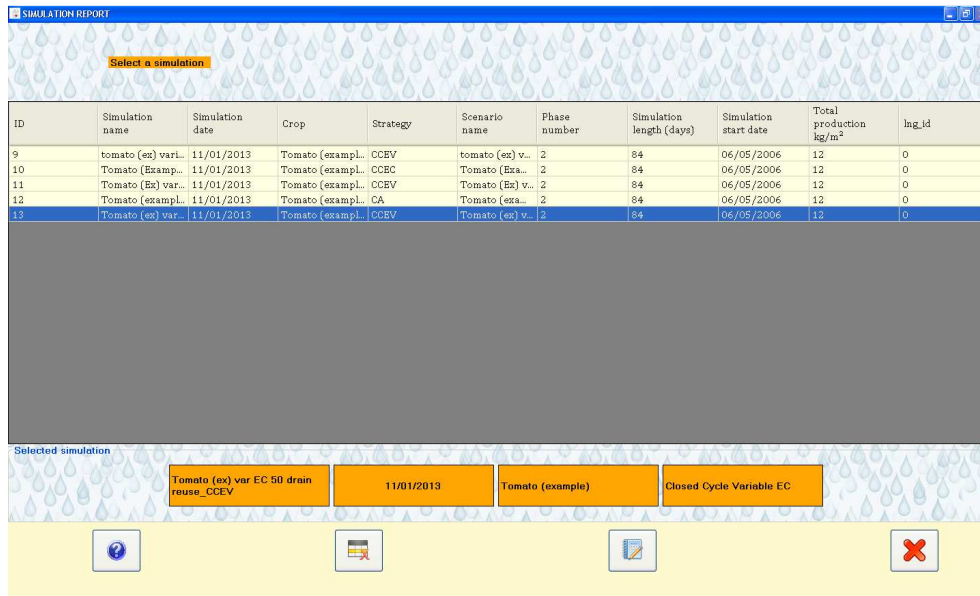 SIMULATION REPORT
Select a simulation
ID Simulation name Simulation date Crop Strategy Scenario name Phase number Simulation length (days) Simulation start date Total production kg/m² lng_id
9 tomato (ex) vari... 11/01/2013 Tomato (exampl... CCEV tomato (ex) v... 2 84 06/05/2006 12 0
10 Tomato (Examp... 11/01/2013 Tomato (exampl... CCEC Tomato (Exa... 2 84 06/05/2006 12 0
11 Tomato (Ex) var... 11/01/2013 Tomato (exampl... CCEV Tomato (Ex) v... 2 84 06/05/2006 12 0
12 Tomato (exampl... 11/01/2013 Tomato (exampl... CA Tomato (exa... 2 84 06/05/2006 12 0
13 Tomato (ex) var... 11/01/2013 Tomato (exampl... CCEV Tomato (ex) v... 2 84 06/05/2006 12 0
Selected simulation
Tomato (ex) var EC 50 drain
reuse_CCEV
11/01/2013
Tomato (example)
Closed Cycle Variable EC